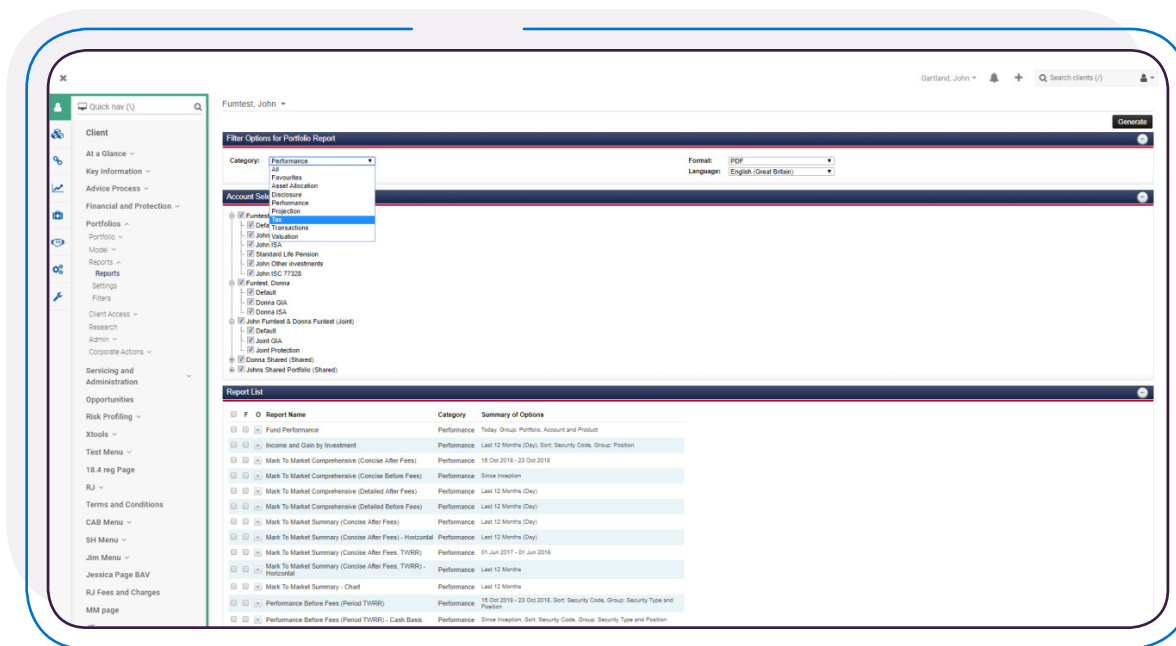 Gartland, John
Search clients (/)
Quick nav (\)
Client
At a Glance
Key Information
Advice Process
Financial and Protection
Portfolios
Portfolio
Model
Reports
Reports
Settings
Filters
Client Access
Research
Admin
Corporate Actions
Servicing and
Administration
Opportunities
Risk Profiling
Xtools
Test Menu
18.4 reg Page
RJ
Terms and Conditions
CAB Menu
SH Menu
Jim Menu
Jessica Page BAV
RJ Fees and Charges
MM page
Fumtest, John
Generate
Filter Options for Portfolio Report
Category: Performance
All
Favourites
Asset Allocation
Disclosure
Performance
Projection
Tax
Transactions
Valuation
Format: PDF
Language: English (Great Britain)
Account Sele
Funtest
Defa
John
John ISA
Standard Life Pension
John Other investments
John ISC 77328
Funtest, Donna
Default
Donna GIA
Donna ISA
John Fumtest & Donna Funtest (Joint)
Default
Joint GIA
Joint Protection
Donna Shared (Shared)
Johns Shared Portfolio (Shared)
Report List
F O Report Name Category Summary of Options
Fund Performance Performance Today, Group: Portfolio, Account and Product
Income and Gain by Investment Performance Last 12 Months (Day), Sort: Security Code, Group: Position
Mark To Market Comprehensive (Concise After Fees) Performance 15 Oct 2018 - 23 Oct 2018
Mark To Market Comprehensive (Concise Before Fees) Performance Since Inception
Mark To Market Comprehensive (Detailed After Fees) Performance Last 12 Months (Day)
Mark To Market Comprehensive (Detailed Before Fees) Performance Last 12 Months (Day)
Mark To Market Summary (Concise After Fees) Performance Last 12 Months (Day)
Mark To Market Summary (Concise After Fees) - Horizontal Performance Last 12 Months (Day)
Mark To Market Summary (Concise After Fees, TWRR) Performance 01 Jun 2017 - 01 Jun 2018
Mark To Market Summary (Concise After Fees, TWRR) - Horizontal Performance Last 12 Months
Mark To Market Summary - Chart Performance Last 12 Months
Performance Before Fees (Period TWRR) Performance 15 Oct 2018 - 23 Oct 2018, Sort: Security Code, Group: Security Type and Position
Performance Before Fees (Period TWRR) - Cash Basis Performance Since Inception, Sort: Security Code, Group: Security Type and Position